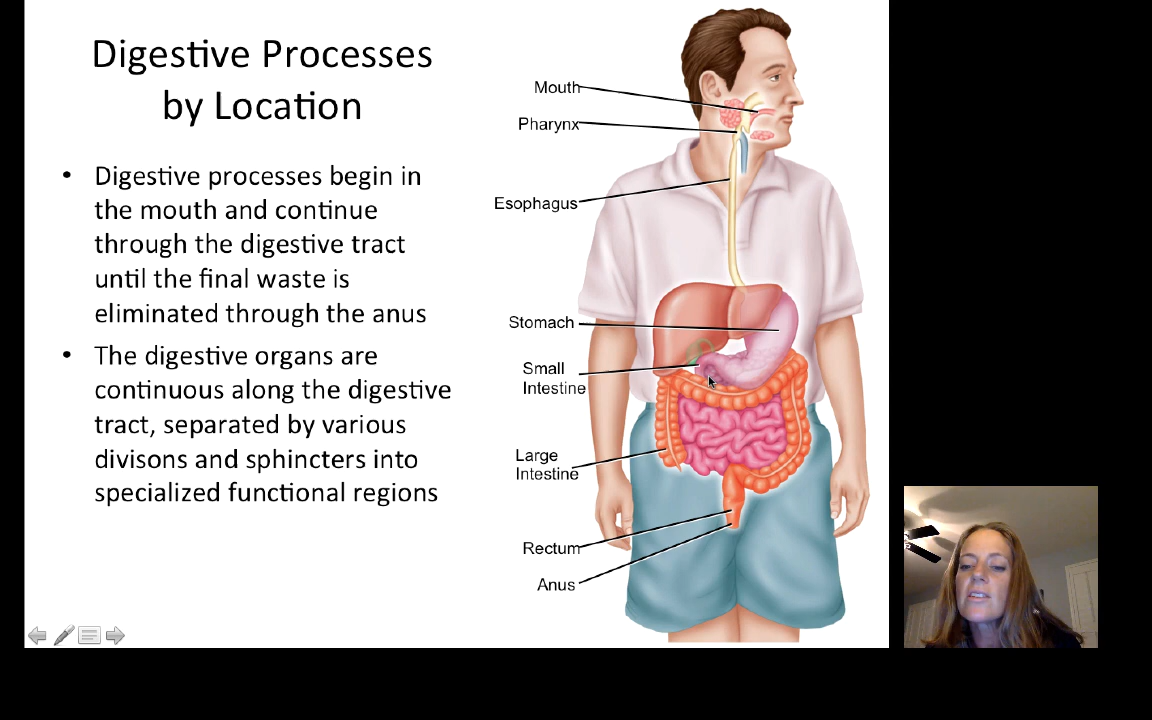 Digestive Processes
by Location
• Digestive processes begin in
the mouth and continue
through the digestive tract
until the final waste is
eliminated through the anus
• The digestive organs are
continuous along the digestive
tract, separated by various
divisons and sphincters into
specialized functional regions
Mouth
Pharynx
Esophagus
Stomach
Small
Intestine
Large
Intestine
Rectum
Anus